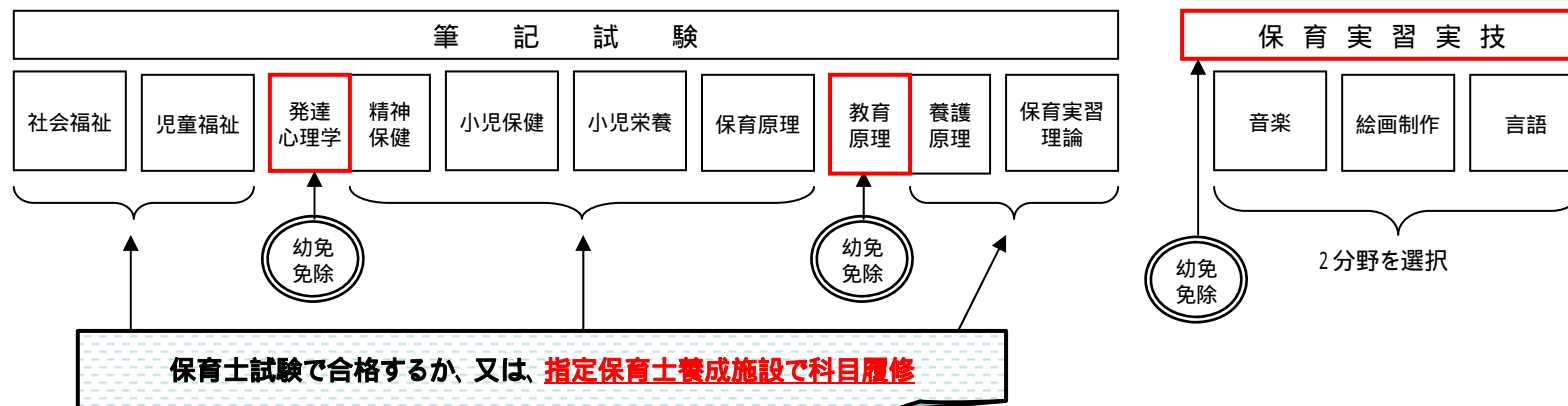 筆記試験
保育実習実技
社会福祉
児童福祉
発達
心理学
精神
保健
小児保健
小児栄養
保育原理
教育
原理
養護
原理
保育実習
理論
音楽
絵画制作
言語
幼免
免除
幼免
免除
幼免
免除
2分野を選択
保育士試験で合格するか、又は、指定保育士養成施設で科目履修